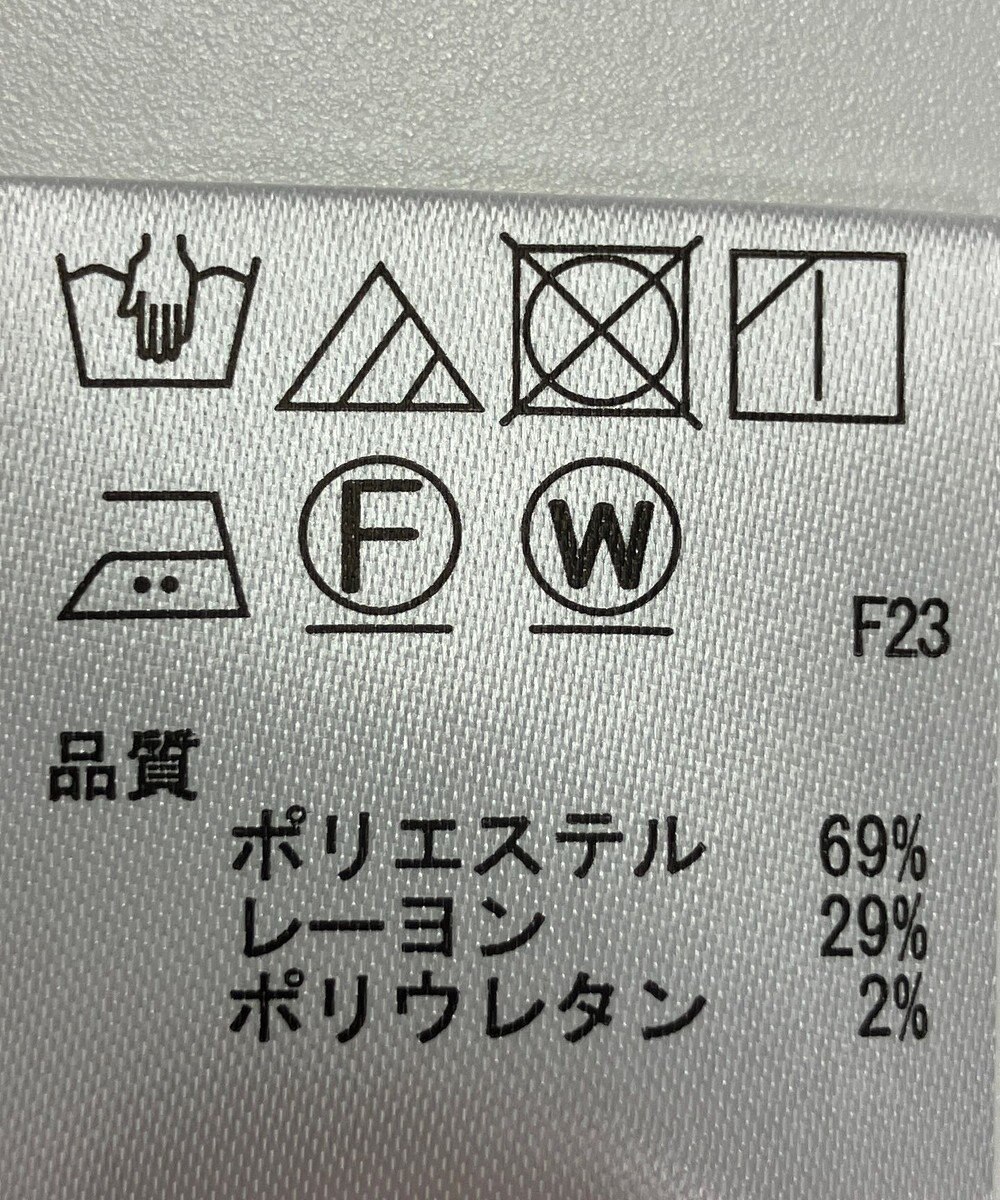 F W
F23
品質
ポリエステル 69%
レーヨン 29%
ポリウレタン 2%